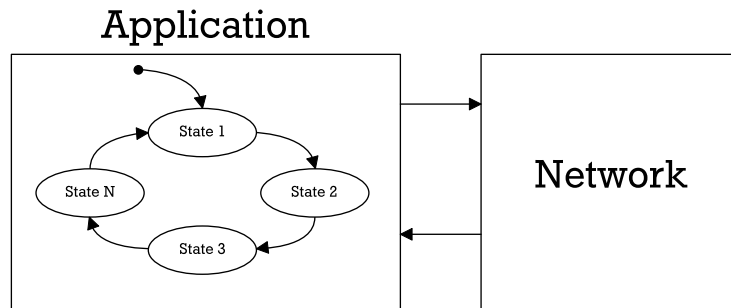 Application
State 1
State N
State 2
State 3
Network